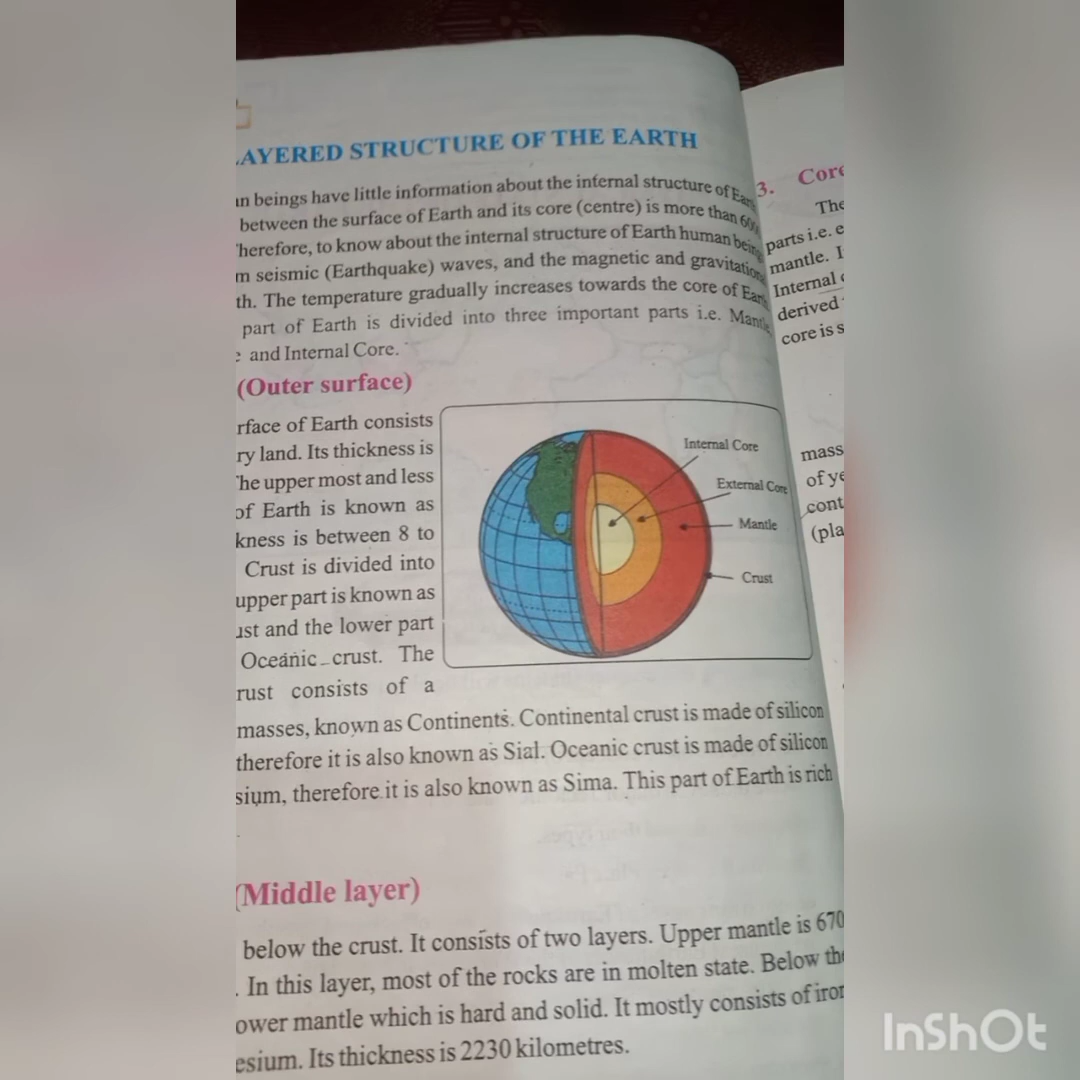 AYERED STRUCTURE OF THE EARTH
an beings have little information about the internal structure of Eart
between the surface of Earth and its core (centre) is more than 600
Therefore, to know about the internal structure of Earth human being
m seismic (Earthquake) waves, and the magnetic and gravitation
th. The temperature gradually increases towards the core of Eart
part of Earth is divided into three important parts i.e. Mantle
e and Internal Core.
(Outer surface)
rface of Earth consists
ry land. Its thickness is
The upper most and less
of Earth is known as
kness is between 8 to
Crust is divided into
upper part is known as
ust and the lower part
Oceanic crust. The
rust consists of a
masses, known as Continents. Continental crust is made of silicon
therefore it is also known as Sial. Oceanic crust is made of silicon
sium, therefore it is also known as Sima. This part of Earth is rich
Internal Core
External Core
Mantle
Crust
(Middle layer)
below the crust. It consists of two layers. Upper mantle is 670
. In this layer, most of the rocks are in molten state. Below the
ower mantle which is hard and solid. It mostly consists of iron
esium. Its thickness is 2230 kilometres.
3. Core
The
parts i.e. e
mantle. I
Internal
derived
core is s
mass
of ye
cont
(pla
InShOt